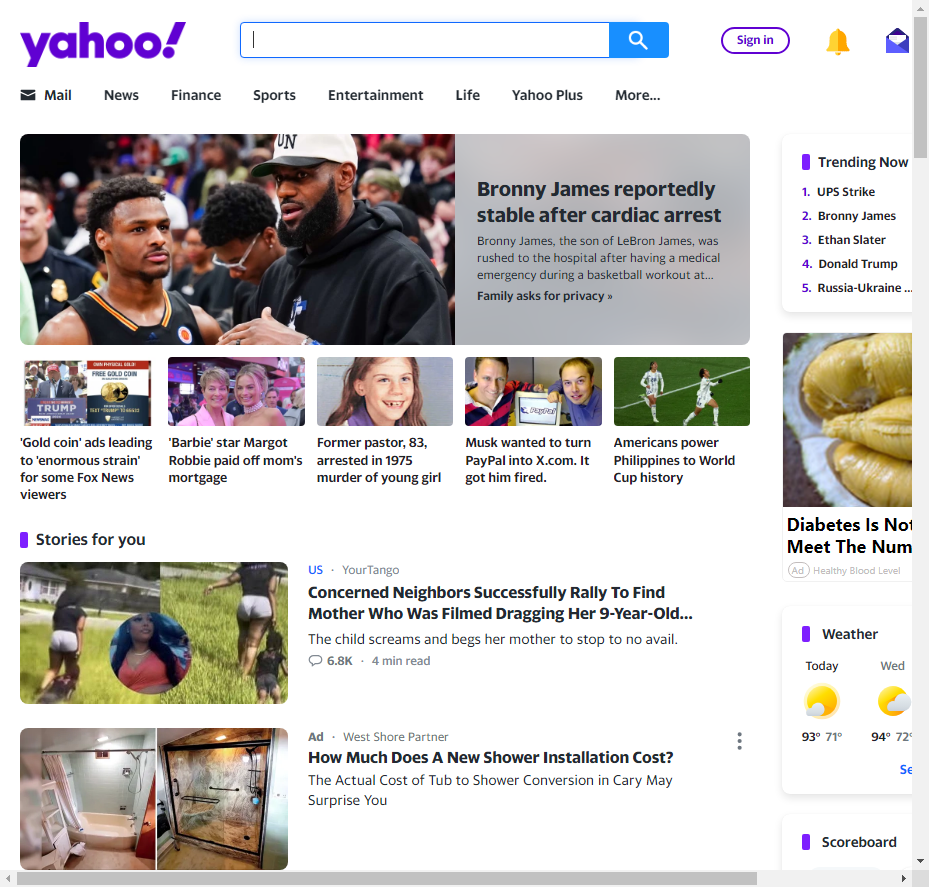 yahoo!
Sign in
Mail
News
Finance
Sports
Entertainment
Life
Yahoo Plus
More...
UN
Bronny James reportedly
stable after cardiac arrest
Bronny James, the son of LeBron James, was
rushed to the hospital after having a medical
emergency during a basketball workout at...
Family asks for privacy »
Trending Now
1. UPS Strike
2. Bronny James
3. Ethan Slater
4. Donald Trump
5. Russia-Ukraine ...
TRUMP
OWN PHYSICAL GOLD!
FREE GOLD COIN
PayPal
'Gold coin' ads leading
to 'enormous strain'
for some Fox News
viewers
'Barbie' star Margot
Robbie paid off mom's
mortgage
Former pastor, 83,
arrested in 1975
murder of young girl
Musk wanted to turn
PayPal into X.com. It
got him fired.
Americans power
Philippines to World
Cup history
Diabetes Is Not
Meet The Num
Ad Healthy Blood Level
Stories for you
US · YourTango
Concerned Neighbors Successfully Rally To Find
Mother Who Was Filmed Dragging Her 9-Year-Old...
The child screams and begs her mother to stop to no avail.
6.8K · 4 min read
Weather
Today
Wed
93° 71°
94° 72°
Se
Ad · West Shore Partner
How Much Does A New Shower Installation Cost?
The Actual Cost of Tub to Shower Conversion in Cary May
Surprise You
Scoreboard